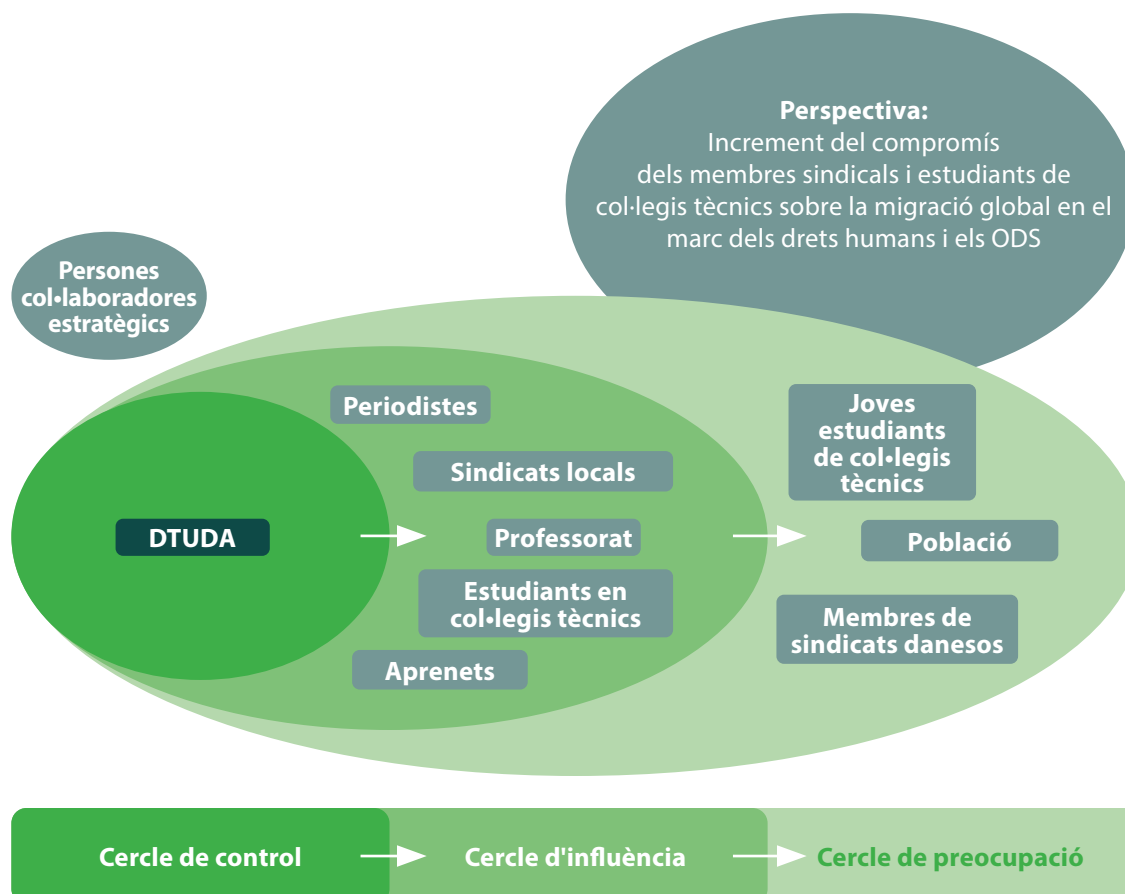 Perspectiva:
Increment del compromís
dels membres sindicals i estudiants de
col·legis tècnics sobre la migració global en el
marc dels drets humans i els ODS
Persones
col•laboradores
estratègics
Periodistes
Sindicats locals
DTUDA
Professorat
Estudiants en
col•legis tècnics
Aprenets
Joves
estudiants
de col•legis
tècnics
Població
Membres de
sindicats danesos
Cercle de control
Cercle d'influència
Cercle de preocupació